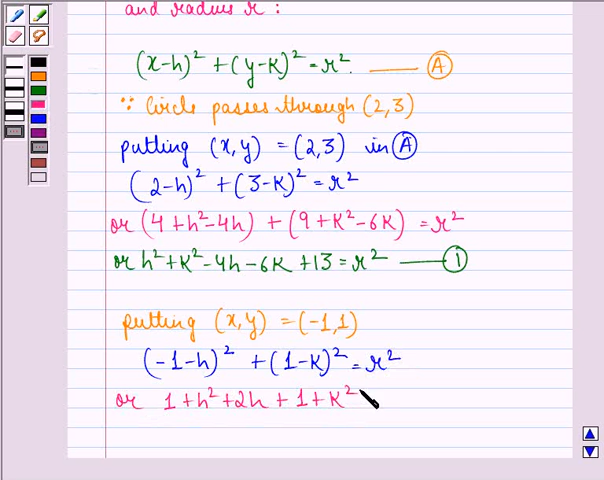 and radius r :
(x-h)² + (y-k)² = r². —— Ⓐ
∵ Circle passes through (2,3)
putting (x,y) = (2,3) in Ⓐ
(2-h)² + (3-k)² = r²
or (4+h²-4h) + (9+k²-6k) = r²
or h²+k²-4h-6k+13 = r² —— ①
putting (x,y) = (-1,1)
(-1-h)² + (1-k)² = r²
or 1+h²+2h + 1+k²